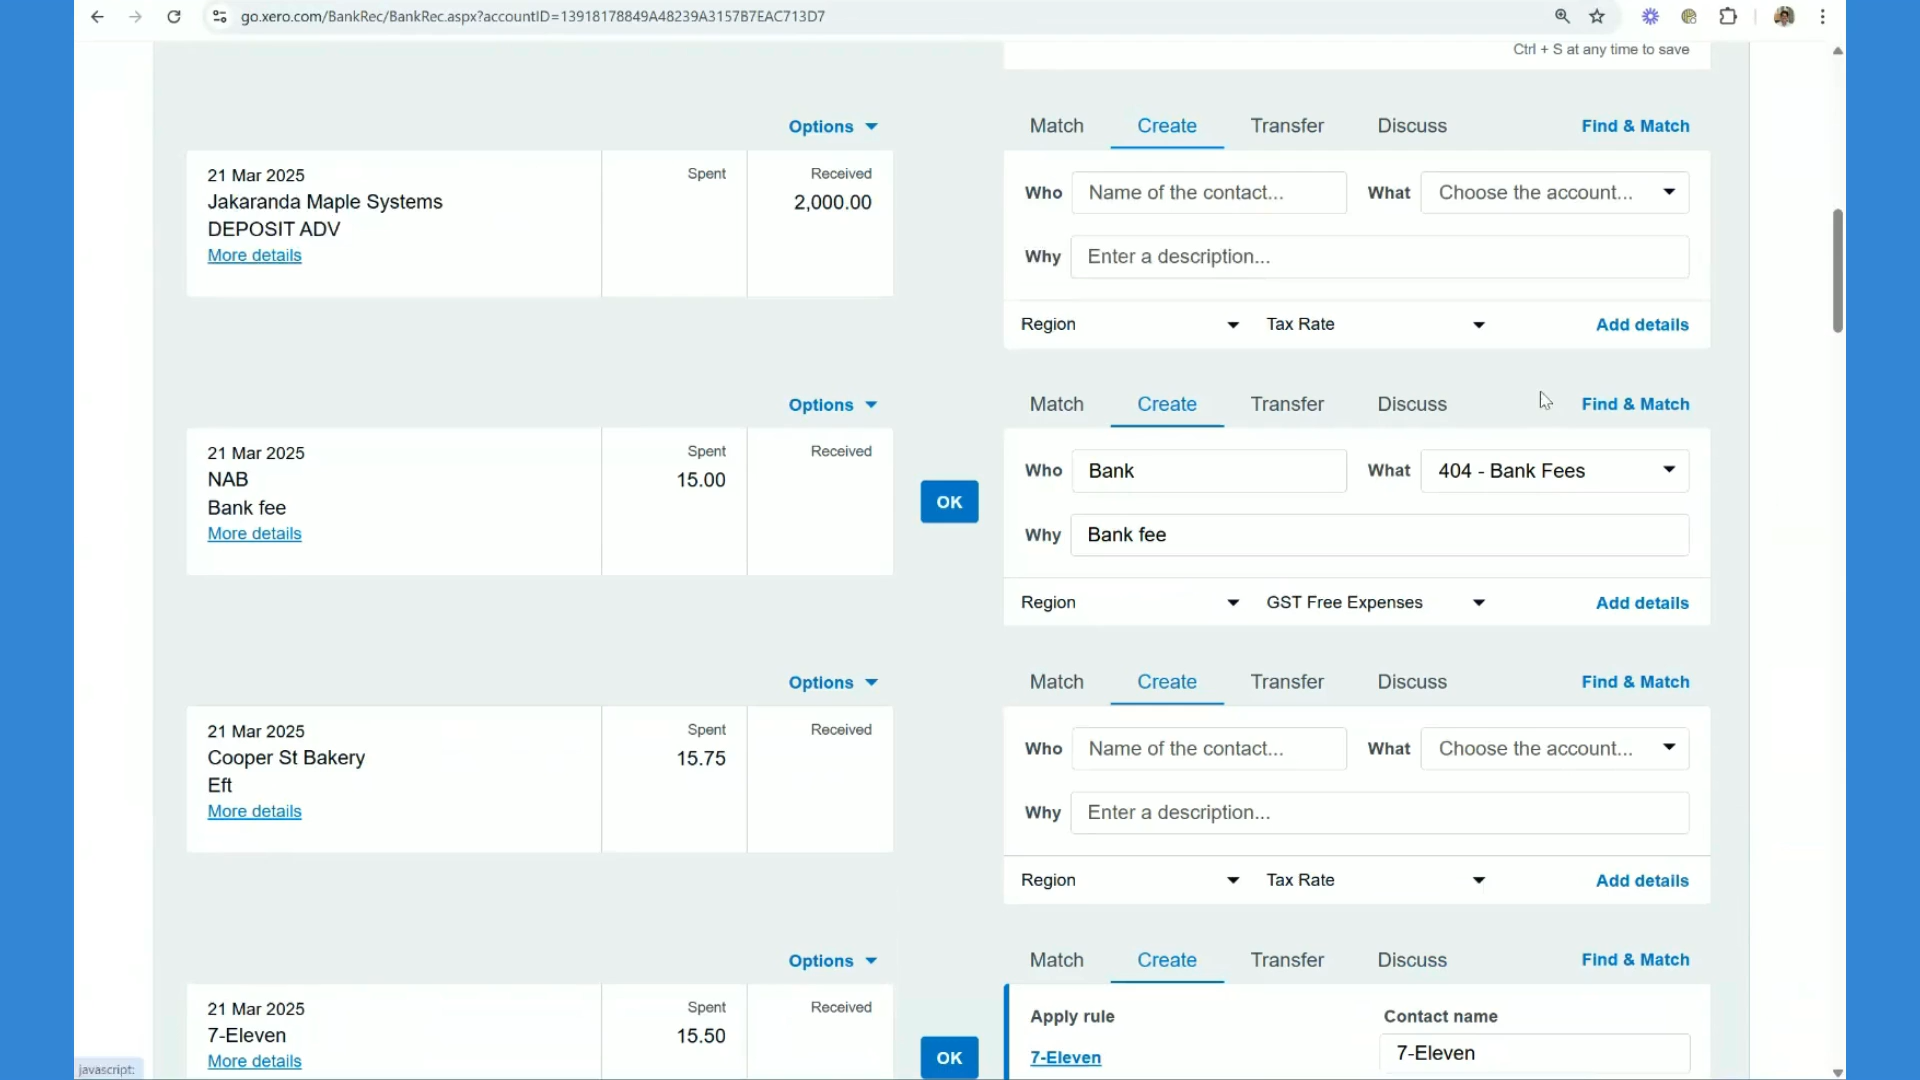 go.xero.com/BankRec/BankRec.aspx?accountID=13918178849A48239A3157B7EAC713D7
Ctrl + S at any time to save
Options
Match Create Transfer Discuss Find & Match
21 Mar 2025
Jakaranda Maple Systems
DEPOSIT ADV
More details
Spent
Received
2,000.00
Who Name of the contact... What Choose the account...
Why Enter a description...
Region Tax Rate Add details
Options
Match Create Transfer Discuss Find & Match
21 Mar 2025
NAB
Bank fee
More details
Spent
15.00
Received
OK
Who Bank What 404 - Bank Fees
Why Bank fee
Region GST Free Expenses Add details
Options
Match Create Transfer Discuss Find & Match
21 Mar 2025
Cooper St Bakery
Eft
More details
Spent
15.75
Received
Who Name of the contact... What Choose the account...
Why Enter a description...
Region Tax Rate Add details
Options
Match Create Transfer Discuss Find & Match
21 Mar 2025
7-Eleven
More details
Spent
15.50
Received
OK
Apply rule
7-Eleven
Contact name
7-Eleven
javascript: